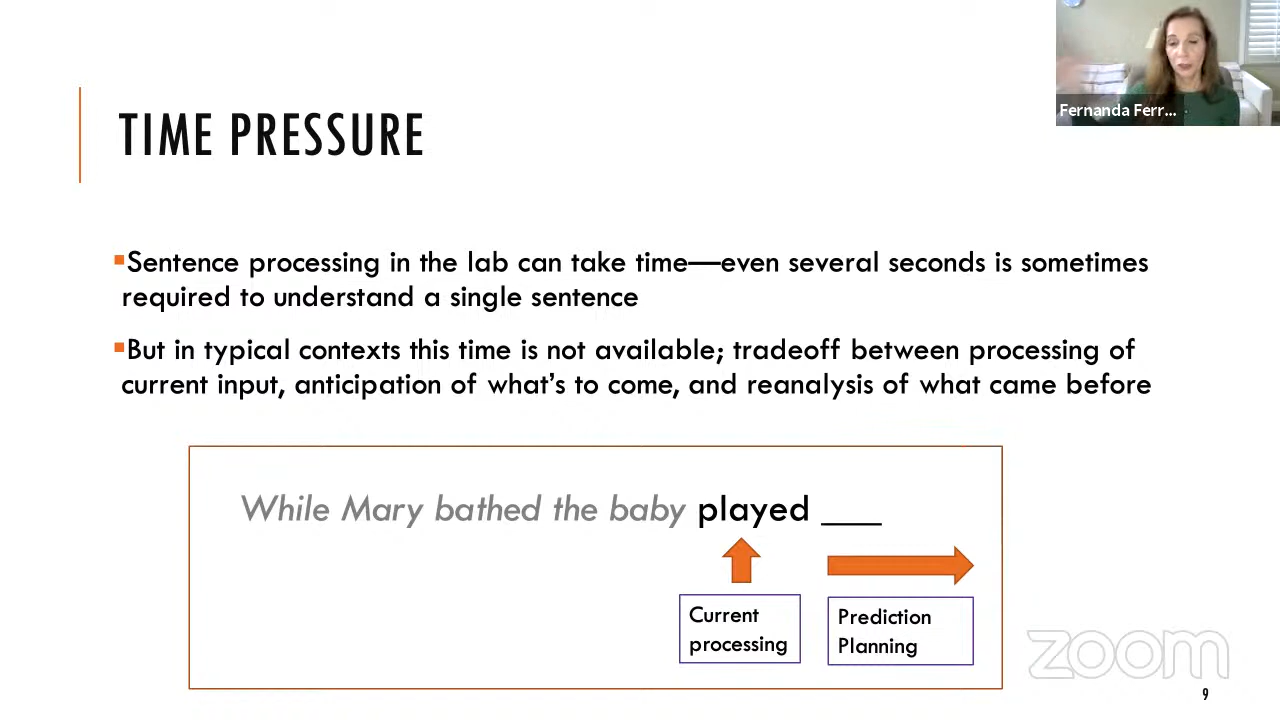 Fernanda Ferr...
TIME PRESSURE
Sentence processing in the lab can take time—even several seconds is sometimes
required to understand a single sentence
But in typical contexts this time is not available; tradeoff between processing of
current input, anticipation of what's to come, and reanalysis of what came before
While Mary bathed the baby played ___
Current
processing
Prediction
Planning
zoom
9